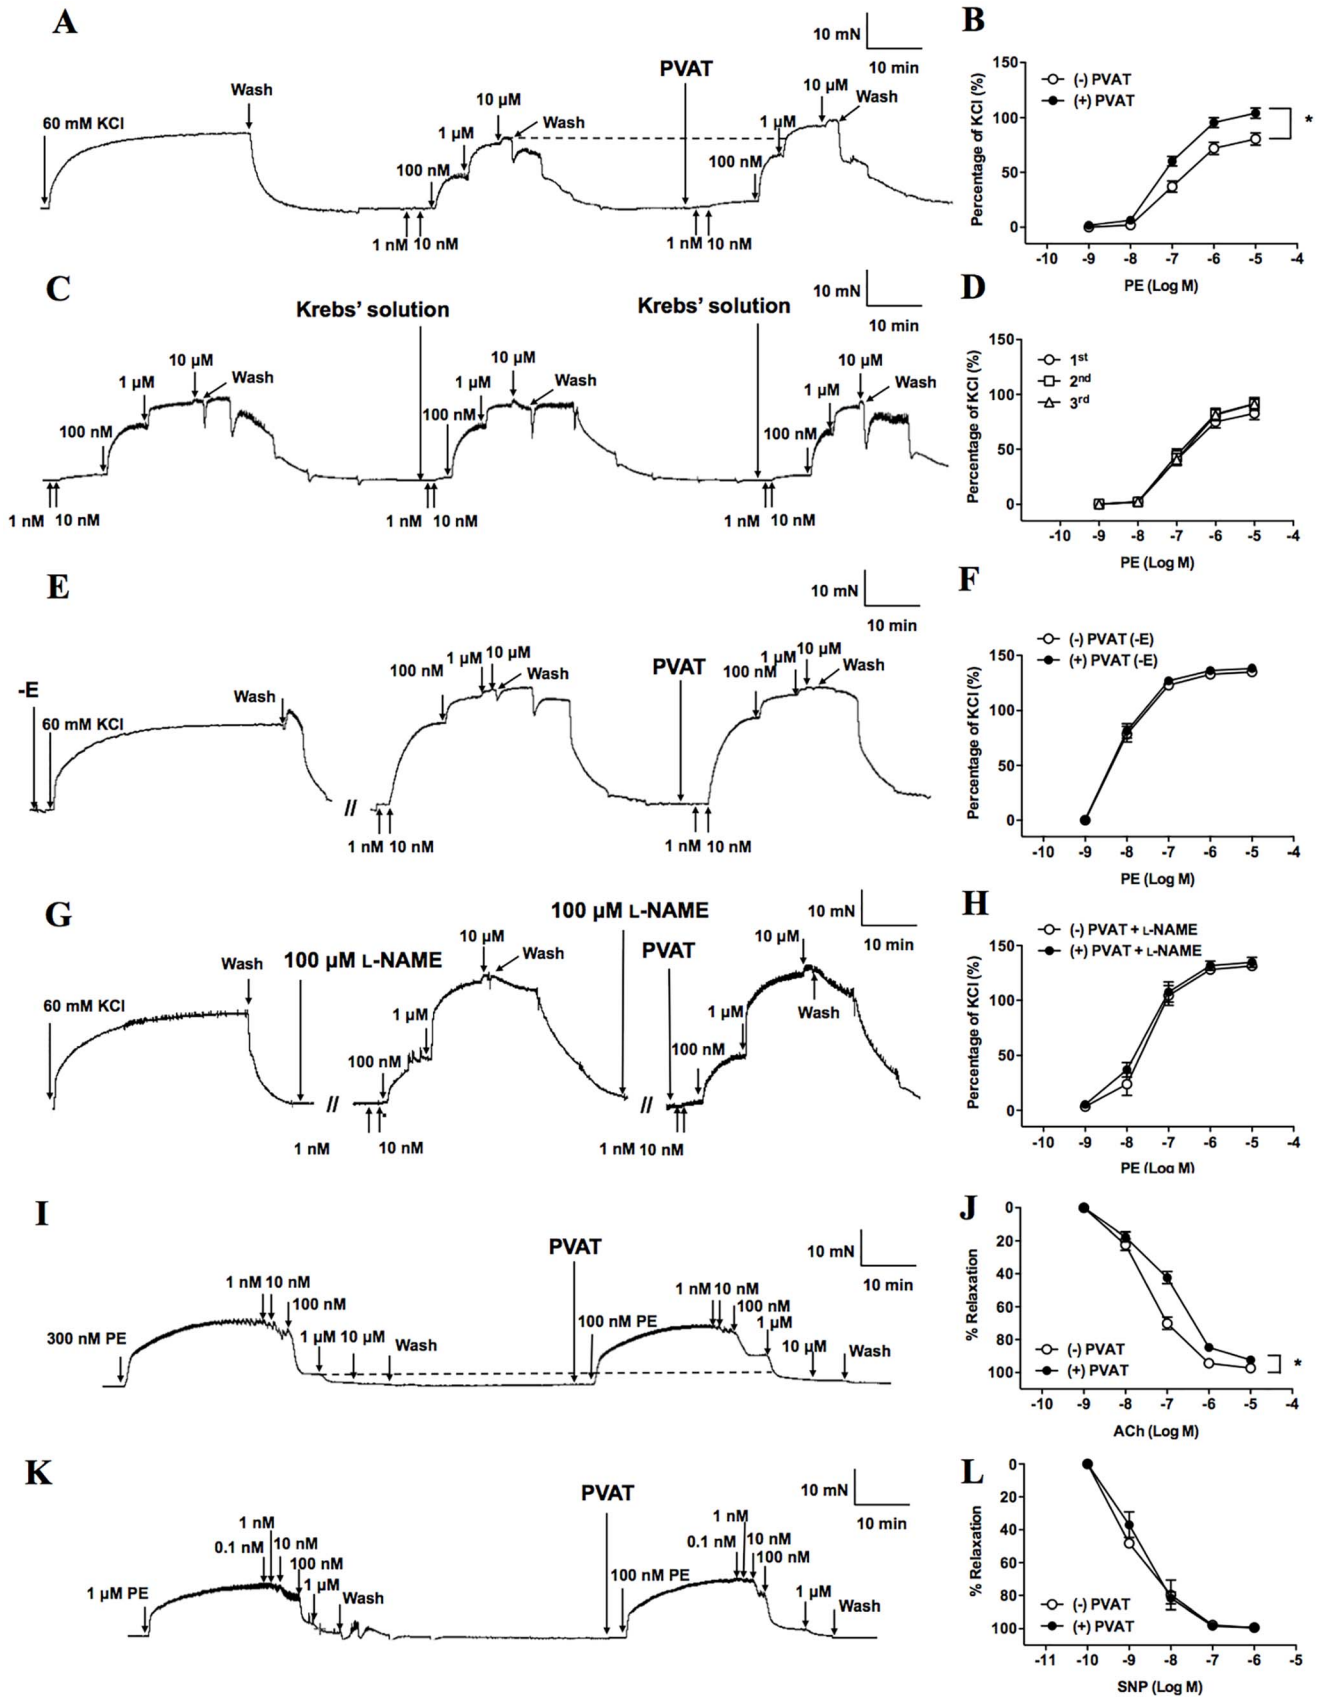 A
10 mN
10 min
PVAT
Wash
60 mM KCl
10 µM
1 µM
Wash
100 nM
1 nM
10 nM
10 µM
Wash
1 µM
100 nM
1 nM
10 nM
B
(-) PVAT
(+) PVAT
Percentage of KCl (%)
150
100
50
0
*
-10 -9 -8 -7 -6 -5 -4
PE (Log M)
C
10 mN
10 min
Krebs' solution
Krebs' solution
10 µM
1 µM
Wash
100 nM
1 nM 10 nM
10 µM
1 µM
Wash
100 nM
1 nM 10 nM
10 µM
1 µM
Wash
100 nM
1 nM 10 nM
D
1st
2nd
3rd
Percentage of KCl (%)
150
100
50
0
-10 -9 -8 -7 -6 -5 -4
PE (Log M)
E
10 mN
10 min
-E
60 mM KCl
Wash
//
100 nM
1 µM
10 µM
Wash
1 nM 10 nM
PVAT
100 nM
1 µM
10 µM
Wash
1 nM 10 nM
F
(-) PVAT (-E)
(+) PVAT (-E)
Percentage of KCl (%)
150
100
50
0
-10 -9 -8 -7 -6 -5 -4
PE (Log M)
G
10 mN
10 min
60 mM KCl
Wash
100 µM L-NAME
//
10 µM
Wash
1 µM
100 nM
1 nM
10 nM
100 µM L-NAME
PVAT
//
10 µM
Wash
1 µM
100 nM
1 nM 10 nM
H
(-) PVAT + L-NAME
(+) PVAT + L-NAME
Percentage of KCl (%)
150
100
50
0
-10 -9 -8 -7 -6 -5 -4
PE (Log M)
I
10 mN
10 min
PVAT
300 nM PE
1 nM 10 nM
100 nM
1 µM
10 µM
Wash
100 nM PE
1 nM 10 nM
100 nM
1 µM
10 µM
Wash
J
% Relaxation
0
20
40
60
80
100
(-) PVAT
(+) PVAT
*
-10 -9 -8 -7 -6 -5 -4
ACh (Log M)
K
10 mN
10 min
PVAT
1 µM PE
1 nM
0.1 nM
10 nM
100 nM
1 µM
Wash
100 nM PE
1 nM
0.1 nM
10 nM
100 nM
1 µM
Wash
L
% Relaxation
0
20
40
60
80
100
(-) PVAT
(+) PVAT
-11 -10 -9 -8 -7 -6 -5
SNP (Log M)